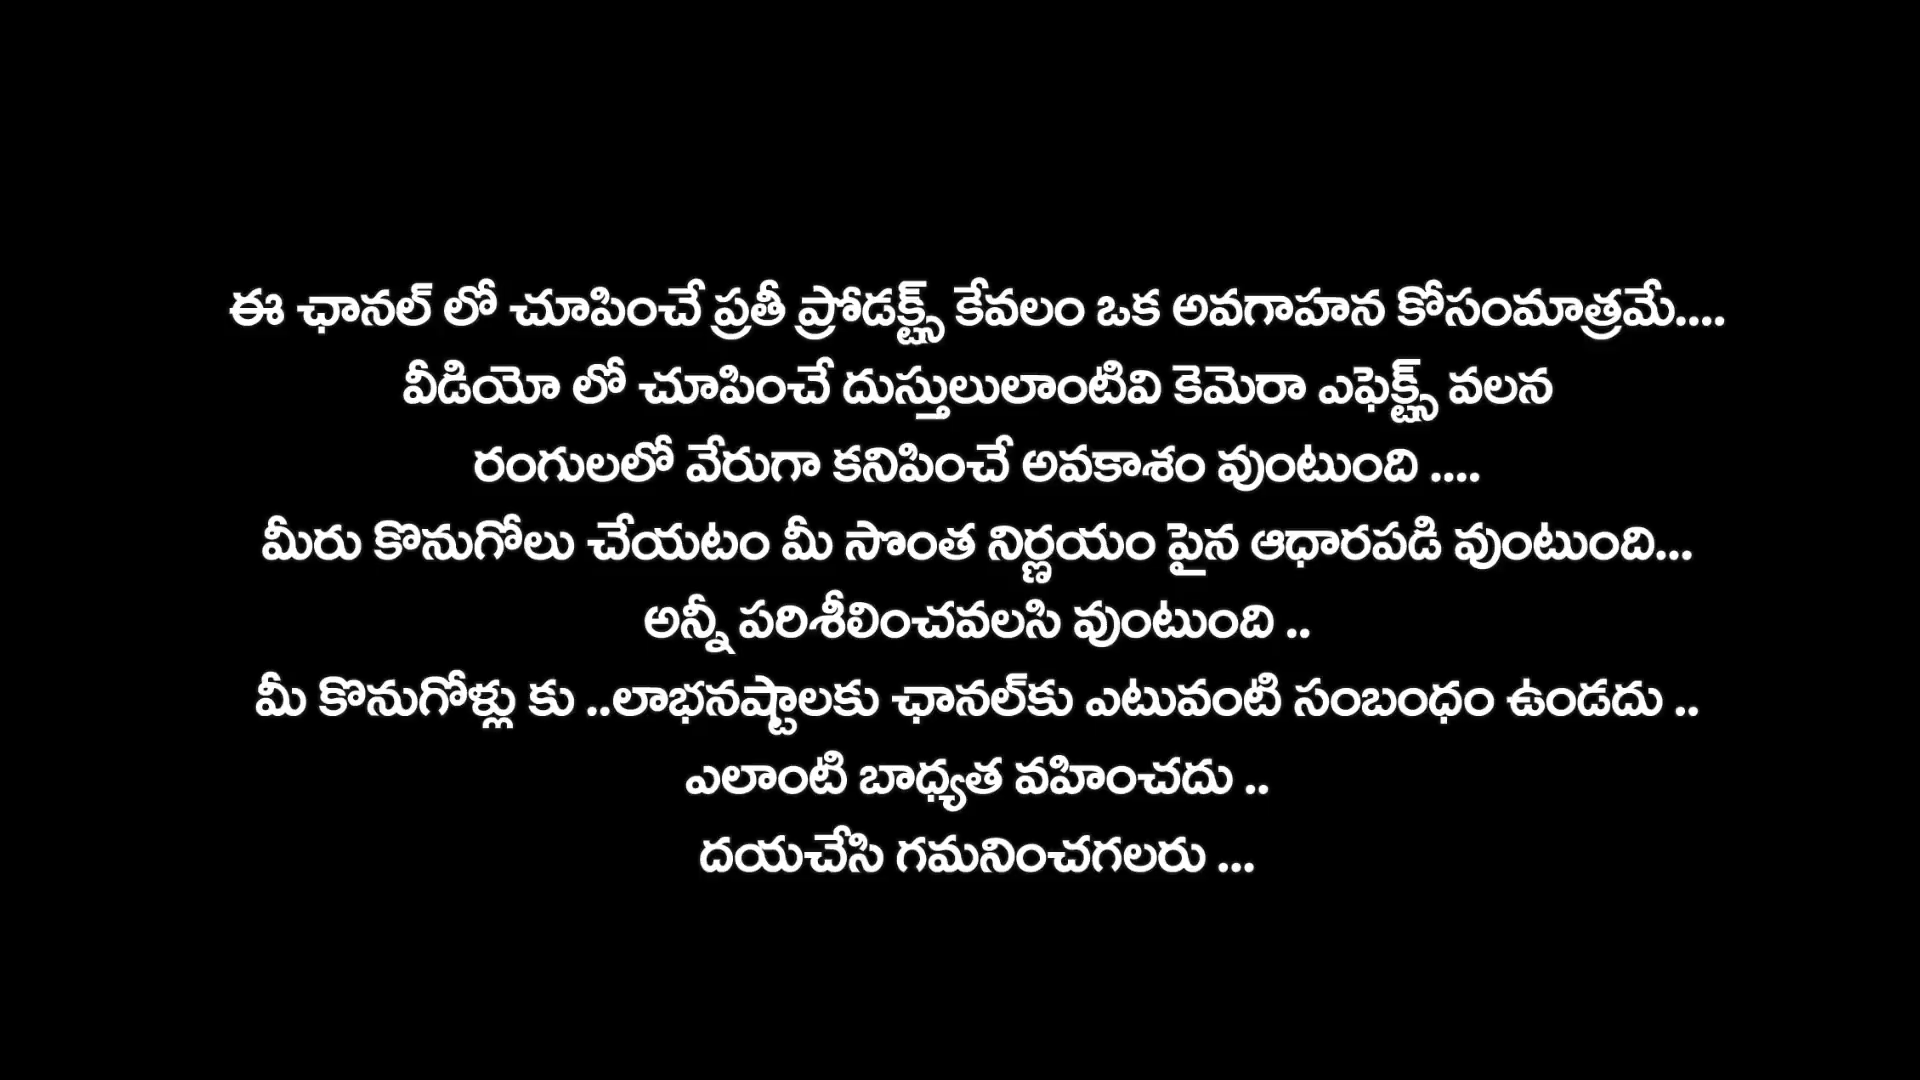 ఈ ఛానల్ లో చూపించే ప్రతీ ప్రోడక్ట్స్ కేవలం ఒక అవగాహన కోసంమాత్రమే....
వీడియో లో చూపించే దుస్తులులాంటివి కెమెరా ఎఫెక్ట్స్ వలన
రంగులలో వేరుగా కనిపించే అవకాశం వుంటుంది ....
మీరు కొనుగోలు చేయటం మీ సొంత నిర్ణయం పైన ఆధారపడి వుంటుంది...
అన్నీ పరిశీలించవలసి వుంటుంది ..
మీ కొనుగోళ్లు కు ..లాభనష్టాలకు ఛానల్‌కు ఎటువంటి సంబంధం ఉండదు ..
ఎలాంటి బాధ్యత వహించదు ..
దయచేసి గమనించగలరు ...